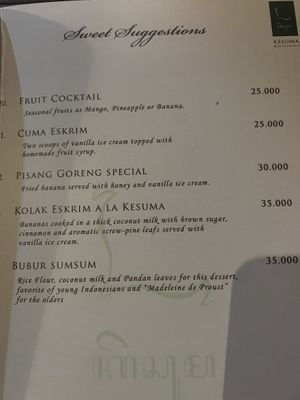 KESUMA
RESTAURANT
Sweet Suggestions
20. FRUIT COCKTAIL 25.000
Seasonal fruits as Mango, Pineapple or Banana.
1. CUMA ESKRIM 25.000
Two scoops of vanilla ice cream topped with
homemade fruit syrup.
2. PISANG GORENG SPECIAL 30.000
Fried banana served with honey and vanilla ice cream.
KOLAK ESKRIM A LA KESUMA 35.000
Bananas cooked in a thick coconut milk with brown sugar,
cinnamon and aromatic screw-pine leafs served with
vanilla ice cream.
BUBUR SUMSUM 35.000
Rice Flour, coconut milk and Pandan leaves for this dessert,
favorite of young Indonesians and "Madeleine de Proust"
for the olders